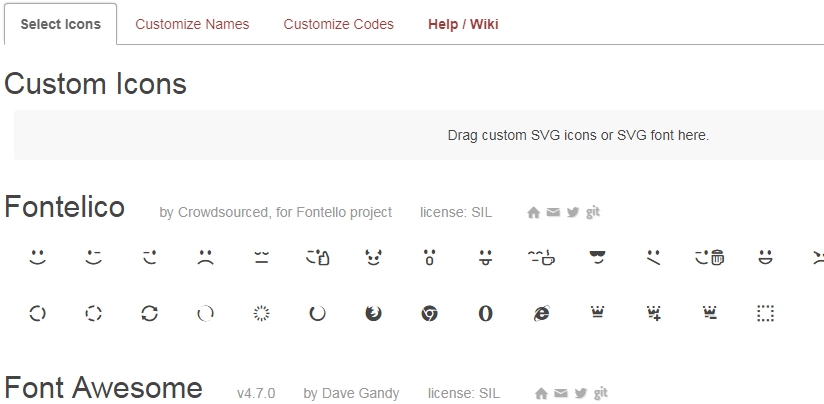 Select Icons Customize Names Customize Codes Help / Wiki
Custom Icons
Drag custom SVG icons or SVG font here.
Fontelico by Crowdsourced, for Fontello project license: SIL git
Font Awesome v4.7.0 by Dave Gandy license: SIL git